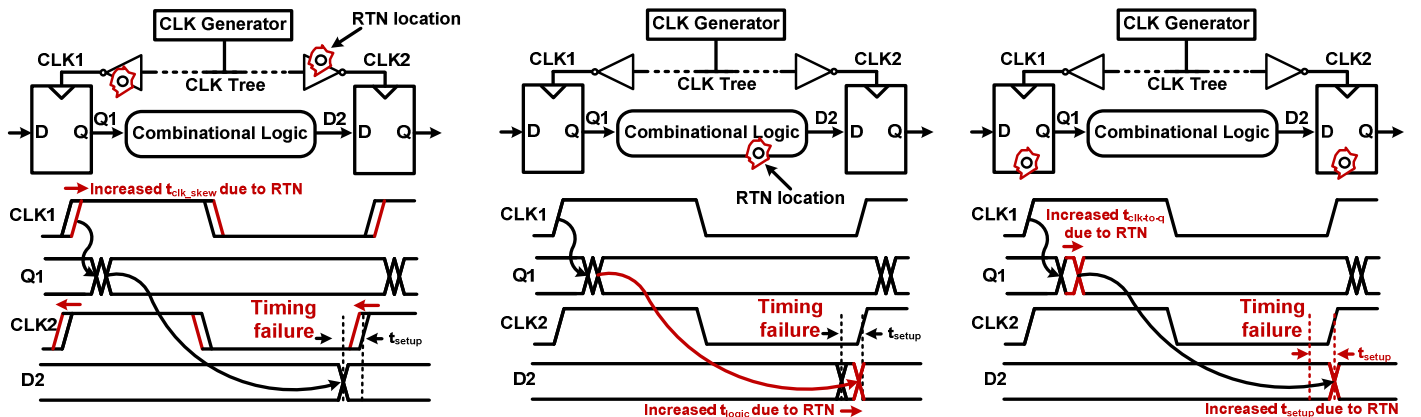 CLK Generator
RTN location
CLK1
CLK2
CLK Tree
D
Q
Q1
Combinational Logic
D2
D
Q
Increased tclk_skew due to RTN
CLK1
Q1
CLK2
Timing
failure
tsetup
D2
CLK Generator
CLK1
CLK2
CLK Tree
D
Q
Q1
Combinational Logic
D2
D
Q
RTN location
CLK1
Q1
CLK2
Timing
failure
tsetup
D2
Increased tlogic due to RTN
CLK Generator
CLK1
CLK2
CLK Tree
D
Q
Q1
Combinational Logic
D2
D
Q
CLK1
Increased tclk-to-q
due to RTN
Q1
CLK2
Timing
failure
tsetup
D2
Increased tsetup due to RTN